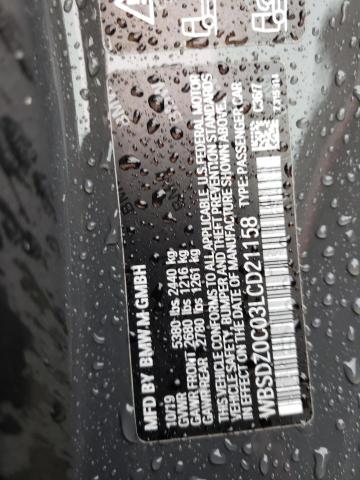 MFD. BY BMW M GMBH
10/19
GVWR 5380 lbs 2440 kg
GAWR FRONT 2680 lbs 1216 kg
GAWR REAR 2780 lbs 1261 kg
THIS VEHICLE CONFORMS TO ALL APPLICABLE U.S. FEDERAL MOTOR
VEHICLE SAFETY, BUMPER AND THEFT PREVENTION STANDARDS
IN EFFECT ON THE DATE OF MANUFACTURE SHOWN ABOVE.
WBSDZ0C03LCD21158 TYPE: PASSENGER CAR
C3W7